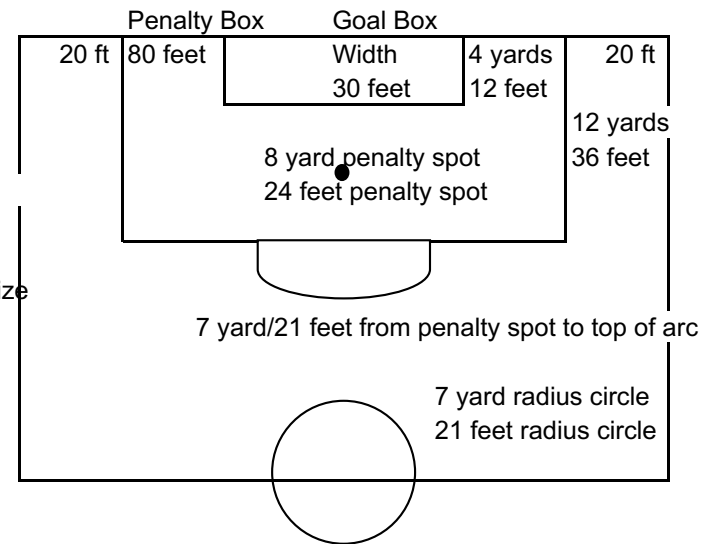 Penalty Box Goal Box
20 ft 80 feet Width 4 yards 20 ft
30 feet 12 feet
12 yards
8 yard penalty spot 36 feet
24 feet penalty spot
ize
7 yard/21 feet from penalty spot to top of arc
7 yard radius circle
21 feet radius circle